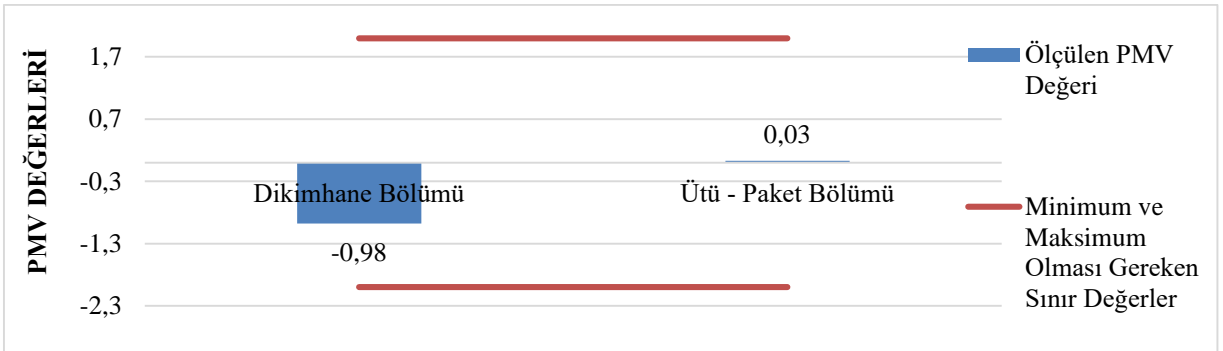 PMV DEĞERLERİ
1,7
0,7
-0,3
-1,3
-2,3
0,03
Dikimhane Bölümü
Ütü - Paket Bölümü
-0,98
Ölçülen PMV
Değeri
Minimum ve
Maksimum
Olması Gereken
Sınır Değerler